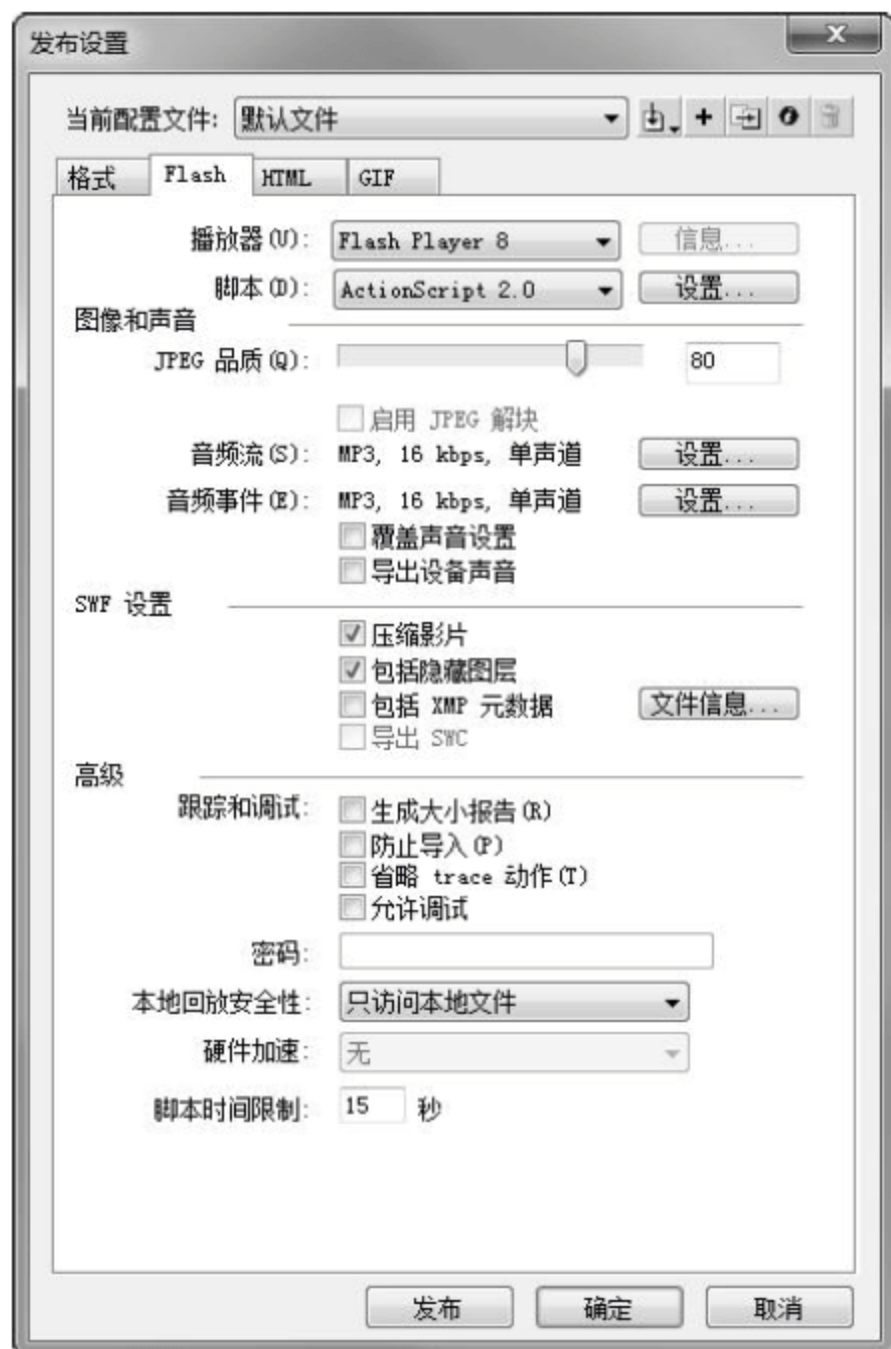 发布设置
当前配置文件: 默认文件
格式 Flash HTML GIF
播放器(U): Flash Player 8 信息...
脚本(D): ActionScript 2.0 设置...
图像和声音
JPEG 品质(Q): 80
启用 JPEG 解块
音频流(S): MP3, 16 kbps, 单声道 设置...
音频事件(E): MP3, 16 kbps, 单声道 设置...
覆盖声音设置
导出设备声音
SWF 设置
压缩影片
包括隐藏图层
包括 XMP 元数据 文件信息...
导出 SWC
高级
跟踪和调试: 生成大小报告(R)
防止导入(P)
省略 trace 动作(T)
允许调试
密码:
本地回放安全性: 只访问本地文件
硬件加速: 无
脚本时间限制: 15 秒
发布 确定 取消